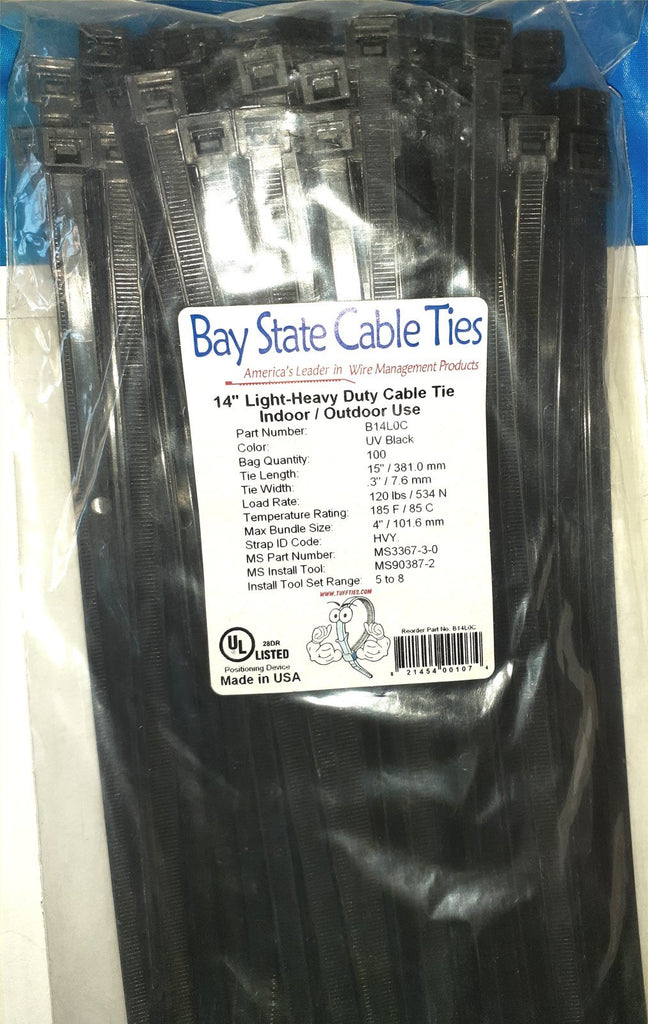 Bay State Cable Ties
America's Leader in Wire Management Products
14" Light-Heavy Duty Cable Tie
Indoor / Outdoor Use
Part Number: B14L0C
Color: UV Black
Bag Quantity: 100
Tie Length: 15" / 381.0 mm
Tie Width: .3" / 7.6 mm
Load Rate: 120 lbs / 534 N
Temperature Rating: 185 F / 85 C
Max Bundle Size: 4" / 101.6 mm
Strap ID Code: HVY.
MS Part Number: MS3367-3-0
MS Install Tool: MS90387-2
Install Tool Set Range: 5 to 8
WWW.TUFFTIES.COM
UL 28DR
LISTED
Positioning Device
Made in USA
Reorder Part No. B14L0C
8 21454 00107 4